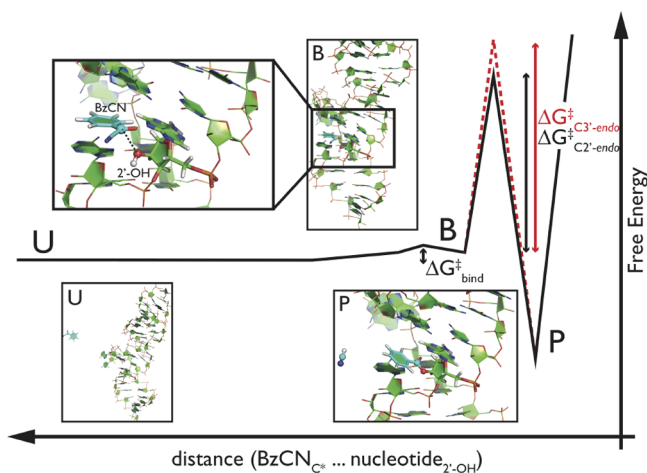 B
BzCN
2'-OH
ΔG‡C3'-endo
ΔG‡C2'-endo
Free Energy
U
B
ΔG‡bind
U
P
P
distance (BzCNC* ... nucleotide2'-OH)